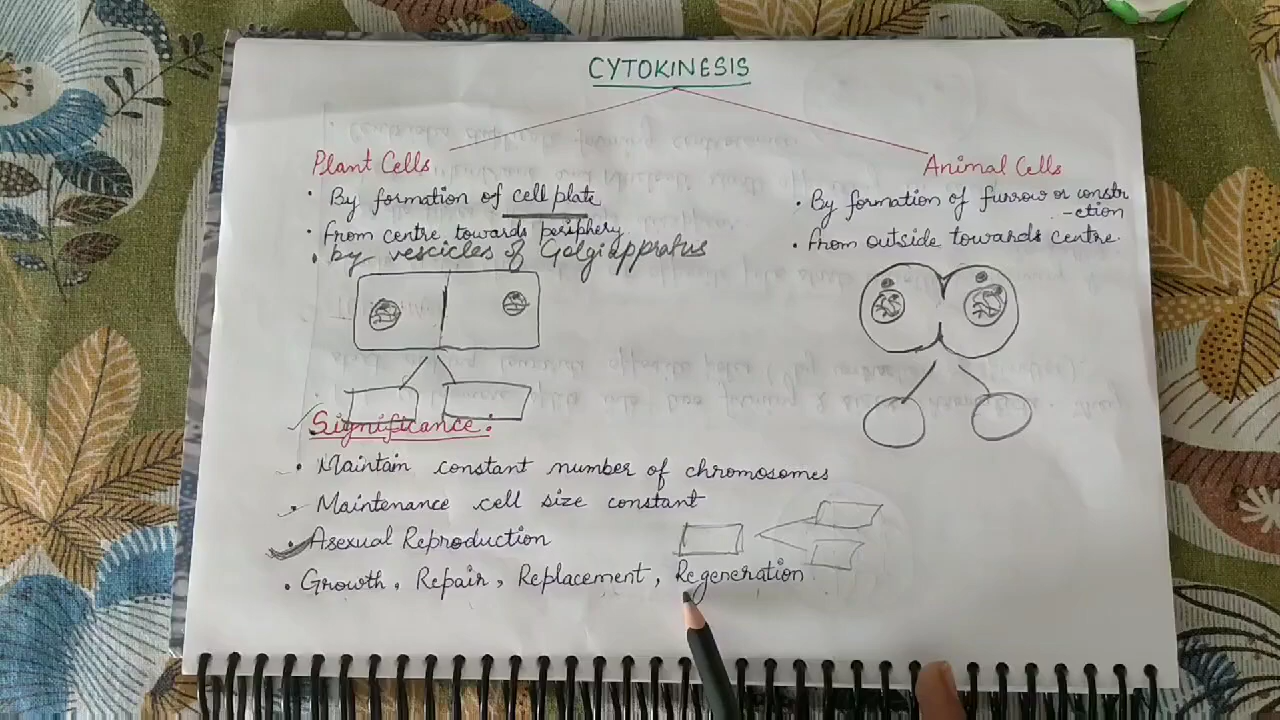 CYTOKINESIS
Plant Cells
• By formation of cell plate
• From centre towards periphery.
• by vescicles of Golgi apparatus
Animal Cells
• By formation of furrow or constr
-ction
• From outside towards centre.
Significance:
• Maintain constant number of chromosomes
• Maintenance cell size constant
• Asexual Reproduction
• Growth, Repair, Replacement, Regeneration